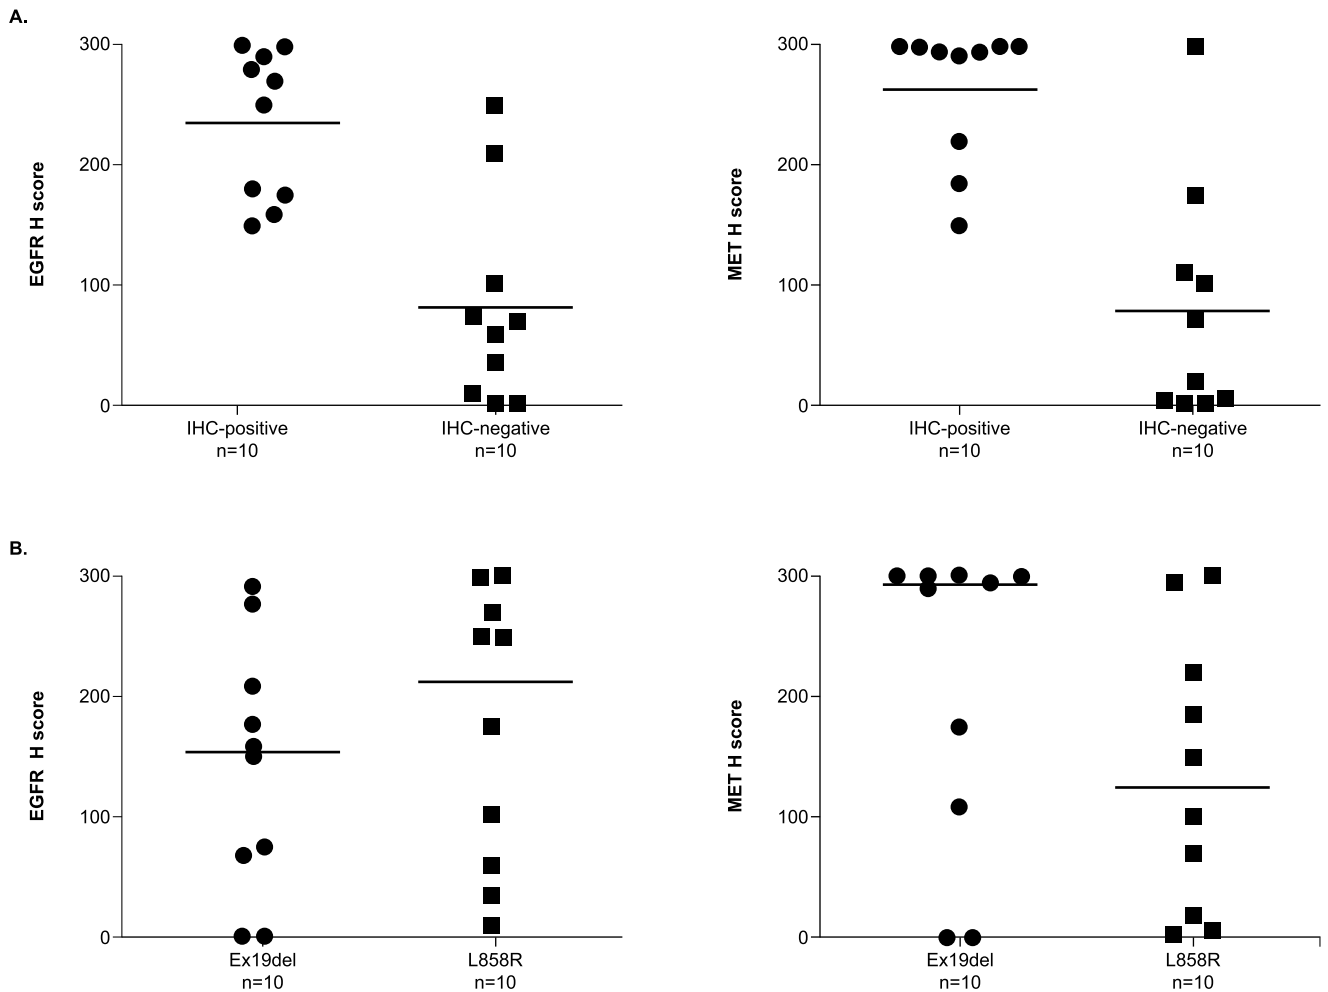 A.
EGFR H score
300
200
100
0
IHC-positive
n=10
IHC-negative
n=10
MET H score
300
200
100
0
IHC-positive
n=10
IHC-negative
n=10
B.
EGFR  H score
300
200
100
0
Ex19del
n=10
L858R
n=10
MET H score
300
200
100
0
Ex19del
n=10
L858R
n=10